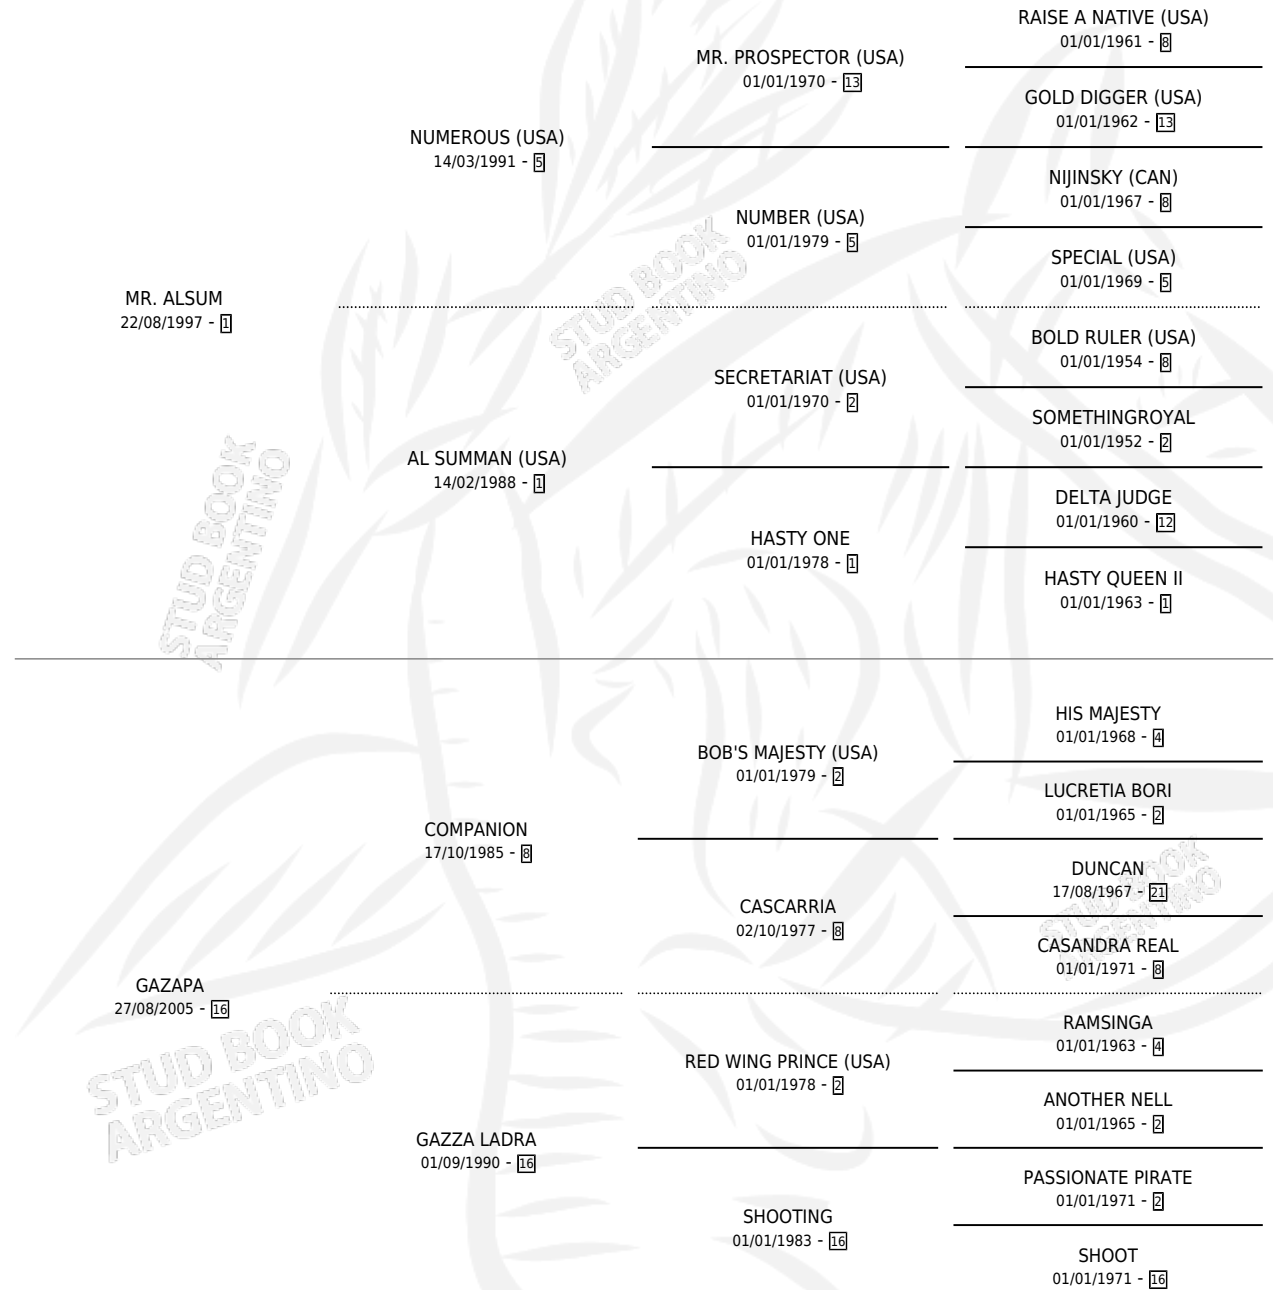 RAISE A NATIVE (USA)
01/01/1961 - 8
MR. PROSPECTOR (USA)
01/01/1970 - 13
GOLD DIGGER (USA)
01/01/1962 - 13
NUMEROUS (USA)
14/03/1991 - 5
NIJINSKY (CAN)
01/01/1967 - 8
NUMBER (USA)
01/01/1979 - 5
SPECIAL (USA)
01/01/1969 - 5
MR. ALSUM
22/08/1997 - 1
BOLD RULER (USA)
01/01/1954 - 8
SECRETARIAT (USA)
01/01/1970 - 2
SOMETHINGROYAL
01/01/1952 - 2
AL SUMMAN (USA)
14/02/1988 - 1
DELTA JUDGE
01/01/1960 - 12
HASTY ONE
01/01/1978 - 1
HASTY QUEEN II
01/01/1963 - 1
HIS MAJESTY
01/01/1968 - 4
BOB'S MAJESTY (USA)
01/01/1979 - 2
LUCRETIA BORI
01/01/1965 - 2
COMPANION
17/10/1985 - 8
DUNCAN
17/08/1967 - 21
CASCARRIA
02/10/1977 - 8
CASANDRA REAL
01/01/1971 - 8
GAZAPA
27/08/2005 - 16
RAMSINGA
01/01/1963 - 4
RED WING PRINCE (USA)
01/01/1978 - 2
ANOTHER NELL
01/01/1965 - 2
GAZZA LADRA
01/09/1990 - 16
PASSIONATE PIRATE
01/01/1971 - 2
SHOOTING
01/01/1983 - 16
SHOOT
01/01/1971 - 16
STUD BOOK
ARGENTINO
STUD BOOK
ARGENTINO
STUD BOOK
ARGENTINO
STUD BOOK
ARGENTINO